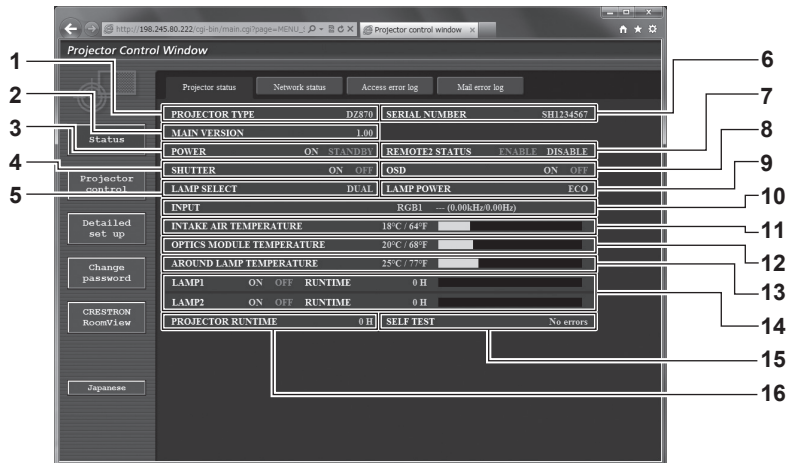 http://198.245.80.222/cgi-bin/main.cgi?page=MENU_S Projector control window
Projector Control Window
Projector status Network status Access error log Mail error log
Status
Projector control
Detailed set up
Change password
CRESTRON RoomView
Japanese
PROJECTOR TYPE DZ870 SERIAL NUMBER SH1234567
MAIN VERSION 1.00
POWER ON STANDBY REMOTE2 STATUS ENABLE DISABLE
SHUTTER ON OFF OSD ON OFF
LAMP SELECT DUAL LAMP POWER ECO
INPUT RGB1 --- (0.00kHz/0.00Hz)
INTAKE AIR TEMPERATURE 18°C / 64°F
OPTICS MODULE TEMPERATURE 20°C / 68°F
AROUND LAMP TEMPERATURE 25°C / 77°F
LAMP1 ON OFF RUNTIME 0 H
LAMP2 ON OFF RUNTIME 0 H
PROJECTOR RUNTIME 0 H SELF TEST No errors
1
2
3
4
5
6
7
8
9
10
11
12
13
14
15
16